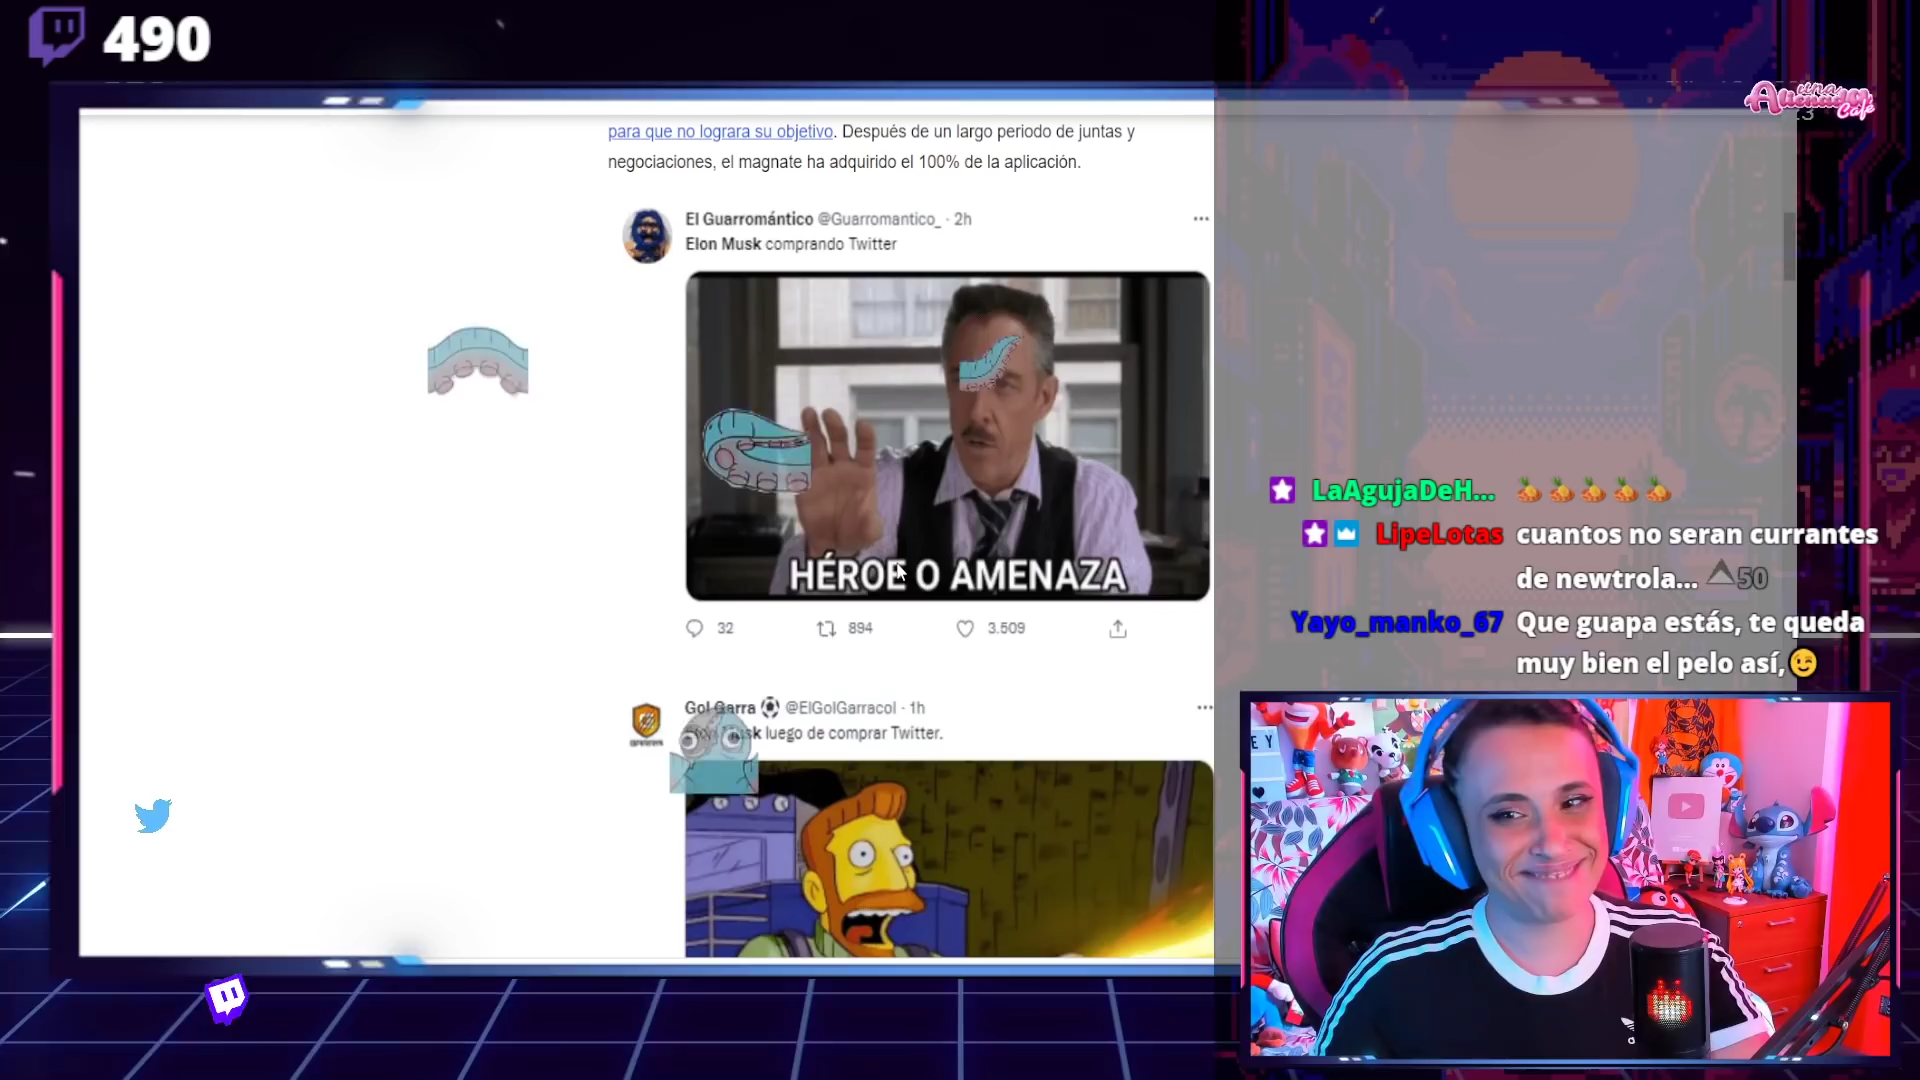 490
para que no lograra su objetivo. Después de un largo periodo de juntas y
negociaciones, el magnate ha adquirido el 100% de la aplicación.
El Guarromántico @Guarromantico_ · 2h
Elon Musk comprando Twitter
HÉROE O AMENAZA
32 894 3.509
Gol Garra ⚽ @ElGolGarracol · 1h
luego de comprar Twitter.
Café
LaAgujaDeH...
LipeLotas cuantos no seran currantes
de newtrola... 50
Yayo_manko_67 Que guapa estás, te queda
muy bien el pelo así,😉
E Y